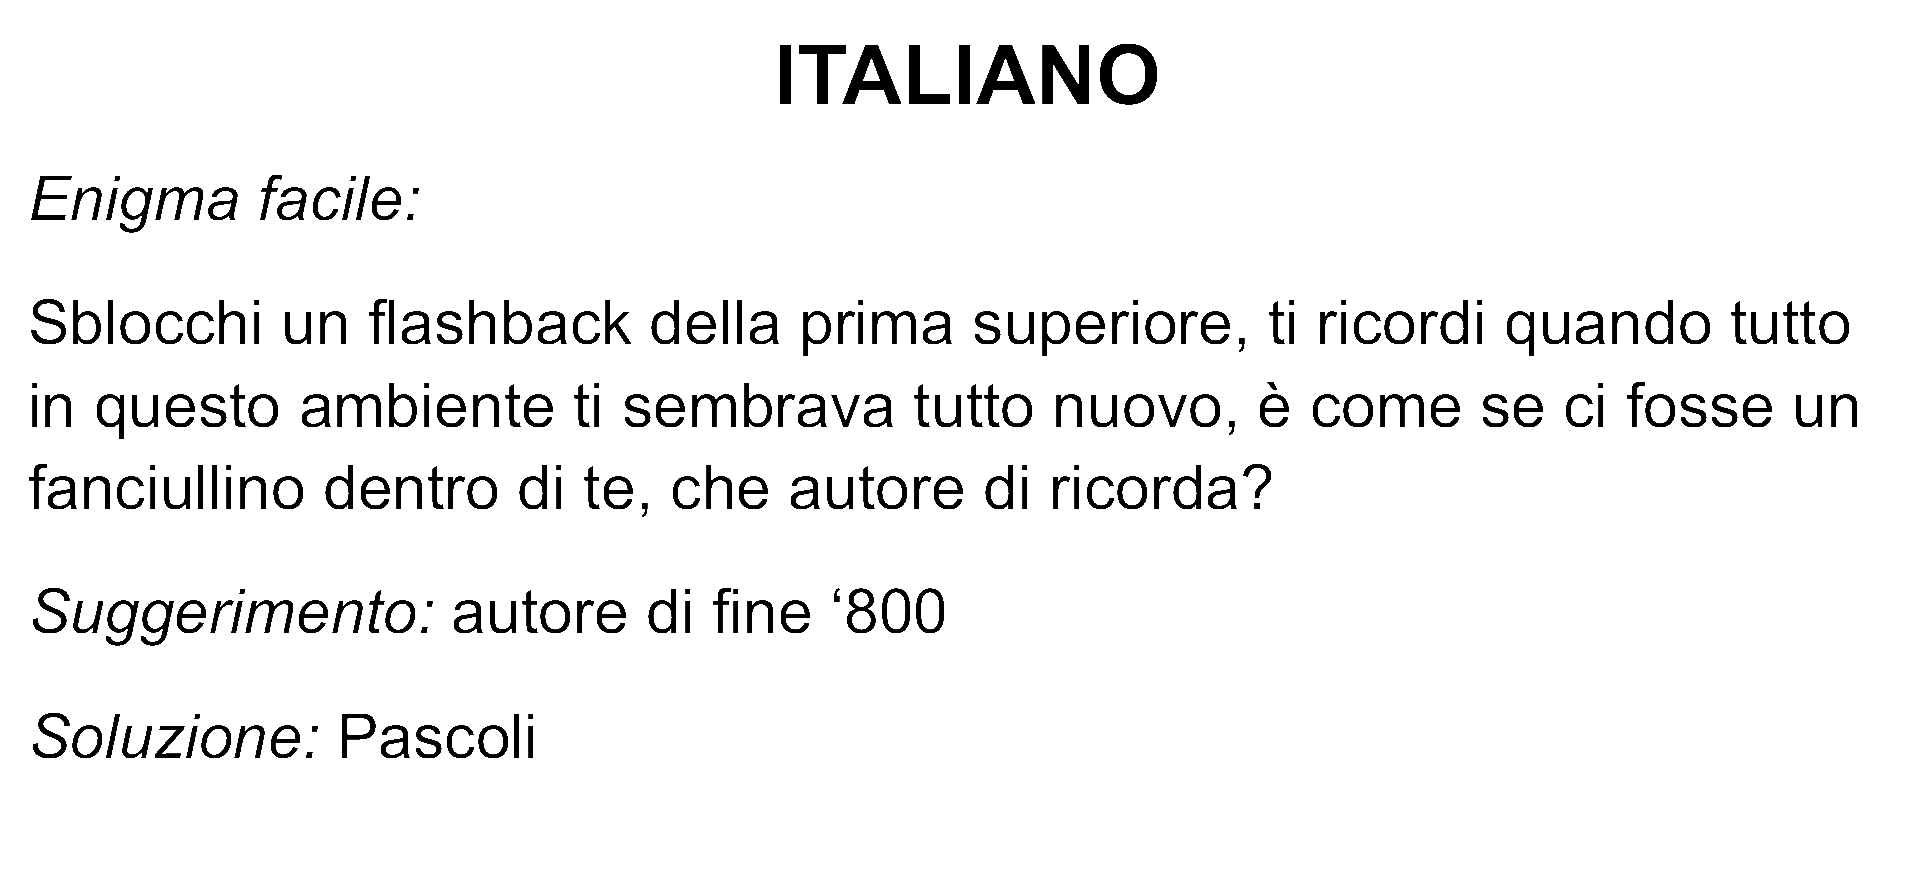 ITALIANO
Enigma facile:
Sblocchi un flashback della prima superiore, ti ricordi quando tutto
in questo ambiente ti sembrava tutto nuovo, è come se ci fosse un
fanciullino dentro di te, che autore di ricorda?
Suggerimento: autore di fine ‘800
Soluzione: Pascoli